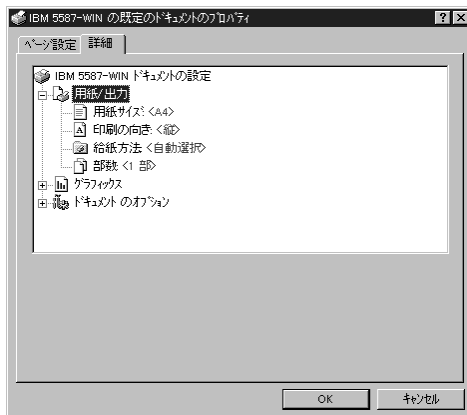 IBM 5587-WIN の既定のﾄﾞｷｭﾒﾝﾄのﾌﾟﾛﾊﾟﾃｨ
ﾍﾟｰｼﾞ設定 詳細
IBM 5587-WIN ﾄﾞｷｭﾒﾝﾄの設定
用紙/出力
用紙ｻｲｽﾞ: <A4>
印刷の向き: <縦>
給紙方法: <自動選択>
部数: <1 部>
ｸﾞﾗﾌｨｯｸｽ
ﾄﾞｷｭﾒﾝﾄ のｵﾌﾟｼｮﾝ
OK ｷｬﾝｾﾙ